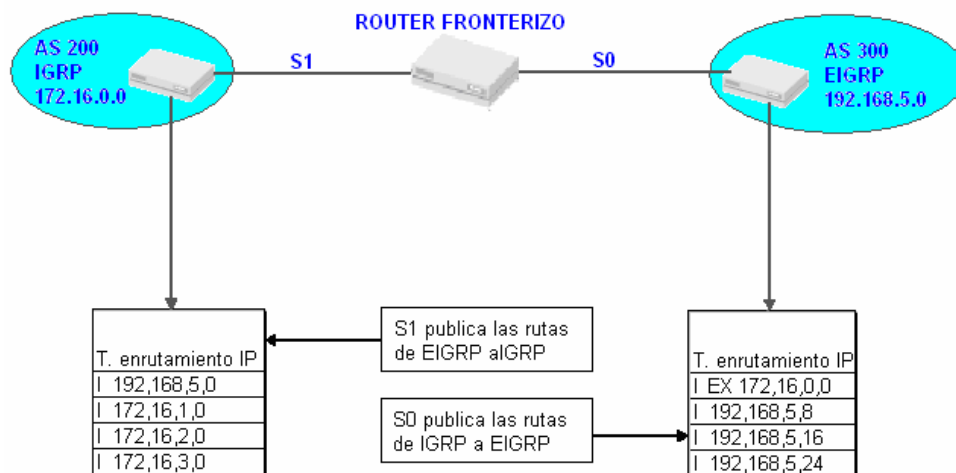 ROUTER FRONTERIZO
AS 200
IGRP
172.16.0.0
S1
S0
AS 300
EIGRP
192.168.5.0
T. enrutamiento IP
I 192,168,5,0
I 172,16,1,0
I 172,16,2,0
I 172,16,3,0
S1 publica las rutas
de EIGRP alGRP
S0 publica las rutas
de IGRP a EIGRP
T. enrutamiento IP
I EX 172,16,0,0
I 192,168,5,8
I 192,168,5,16
I 192,168,5,24